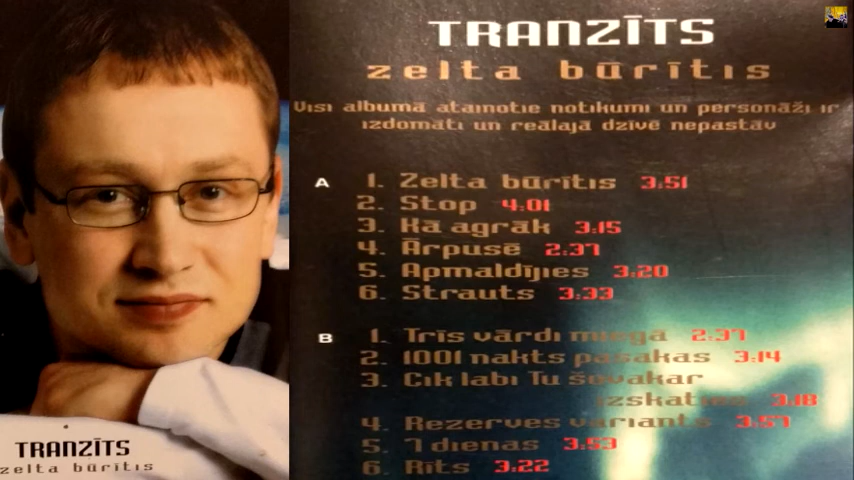 TRANZĪTS
zelta būrītis
TRANZĪTS
zelta būrītis
Visi albumā atainotie notikumi un personāži ir
izdomāti un reālajā dzīvē nepastāv
A 1. Zelta būrītis 3:51
2. Stop 4:01
3. Kā agrāk 3:15
4. Ārpusē 2:37
5. Apmaldījies 3:20
6. Strauts 3:33
B 1. Trīs vārdi miegā 2:37
2. 1001 nakts pasakas 3:14
3. Cik labi Tu šovakar
izskaties 3:18
4. Rezerves variants 3:57
5. 7 dienas 3:53
6. Rīts 3:22